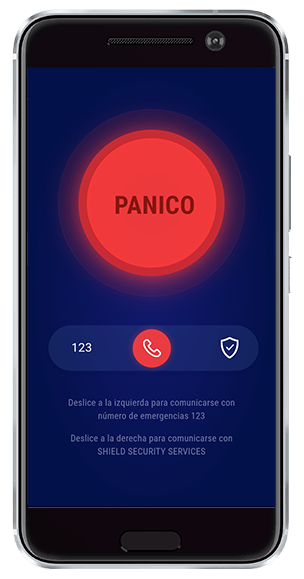 PANICO
123
Deslice a la izquierda para comunicarse con
número de emergencias 123
Deslice a la derecha para comunicarse con
SHIELD SECURITY SERVICES